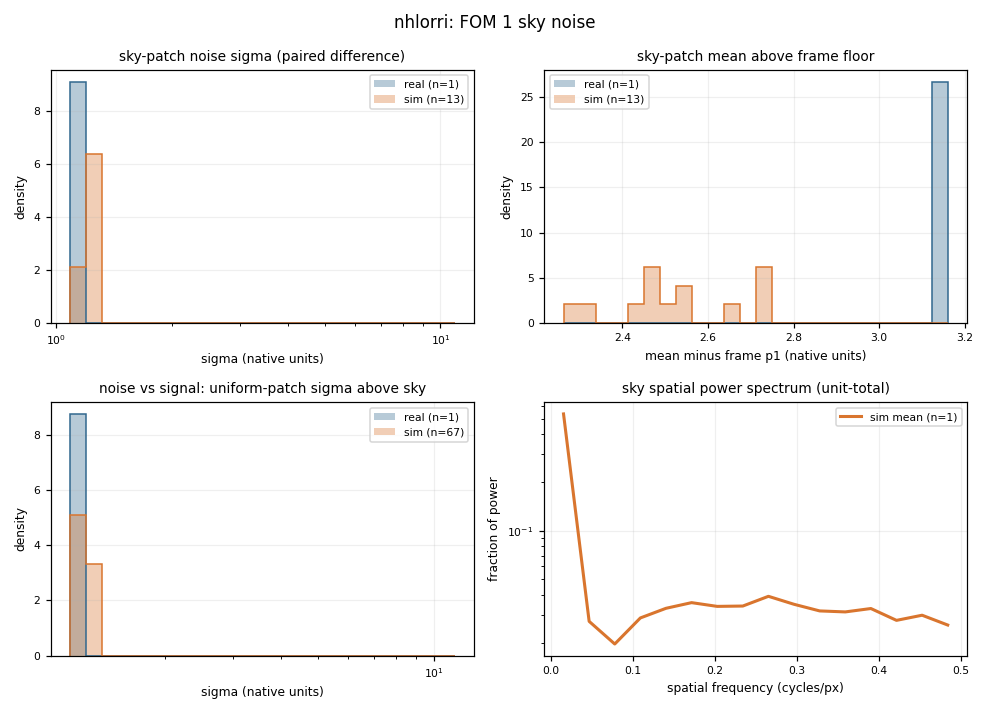 nhlorri: FOM 1 sky noise
sky-patch noise sigma (paired difference)
real (n=1)
sim (n=13)
density
0
2
4
6
8
10⁰
10¹
sigma (native units)
sky-patch mean above frame floor
real (n=1)
sim (n=13)
density
0
5
10
15
20
25
2.4
2.6
2.8
3.0
3.2
mean minus frame p1 (native units)
noise vs signal: uniform-patch sigma above sky
real (n=1)
sim (n=67)
density
0
2
4
6
8
10¹
sigma (native units)
sky spatial power spectrum (unit-total)
sim mean (n=1)
fraction of power
10⁻¹
0.0
0.1
0.2
0.3
0.4
0.5
spatial frequency (cycles/px)